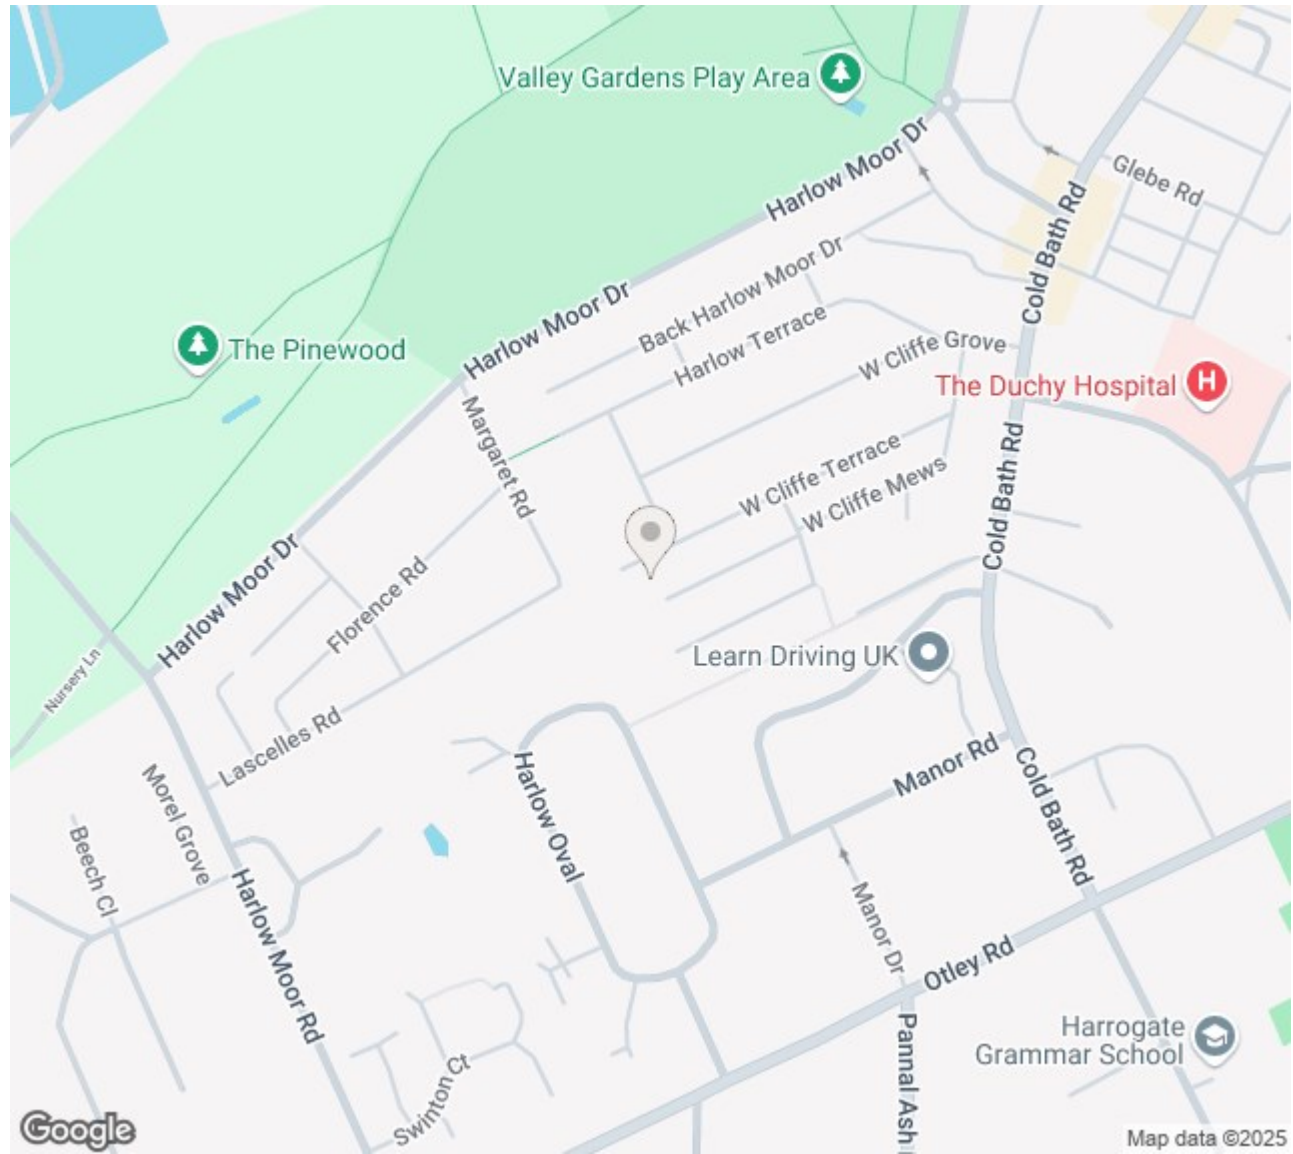 Valley Gardens Play Area
Harlow Moor Dr
Glebe Rd
Cold Bath Rd
Back Harlow Moor Dr
Harlow Moor Dr
Harlow Terrace
W Cliffe Grove
The Pinewood
The Duchy Hospital
H
Margaret Rd
W Cliffe Terrace
W Cliffe Mews
Cold Bath Rd
Harlow Moor Dr
Florence Rd
Learn Driving UK
Nursery Ln
Lascelles Rd
Manor Rd
Harlow Oval
Morel Grove
Beech Cl
Cold Bath Rd
Harlow Moor Rd
Manor Dr
Otley Rd
Pannal Ash
Harrogate
Grammar School
Swinton Ct
Google
Map data ©2025